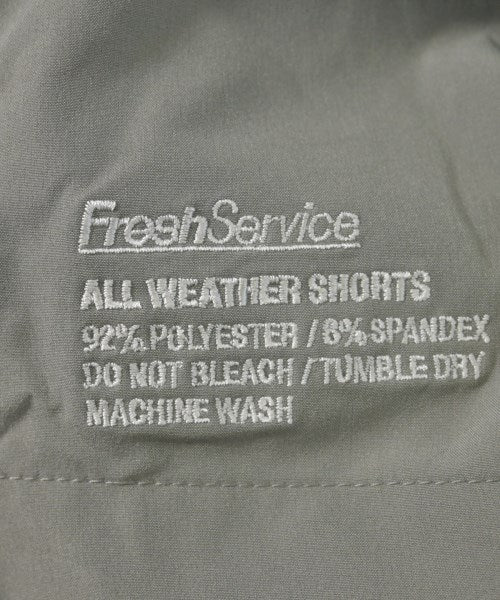 FreshService
ALL WEATHER SHORTS
92% POLYESTER / 8% SPANDEX
DO NOT BLEACH / TUMBLE DRY
MACHINE WASH